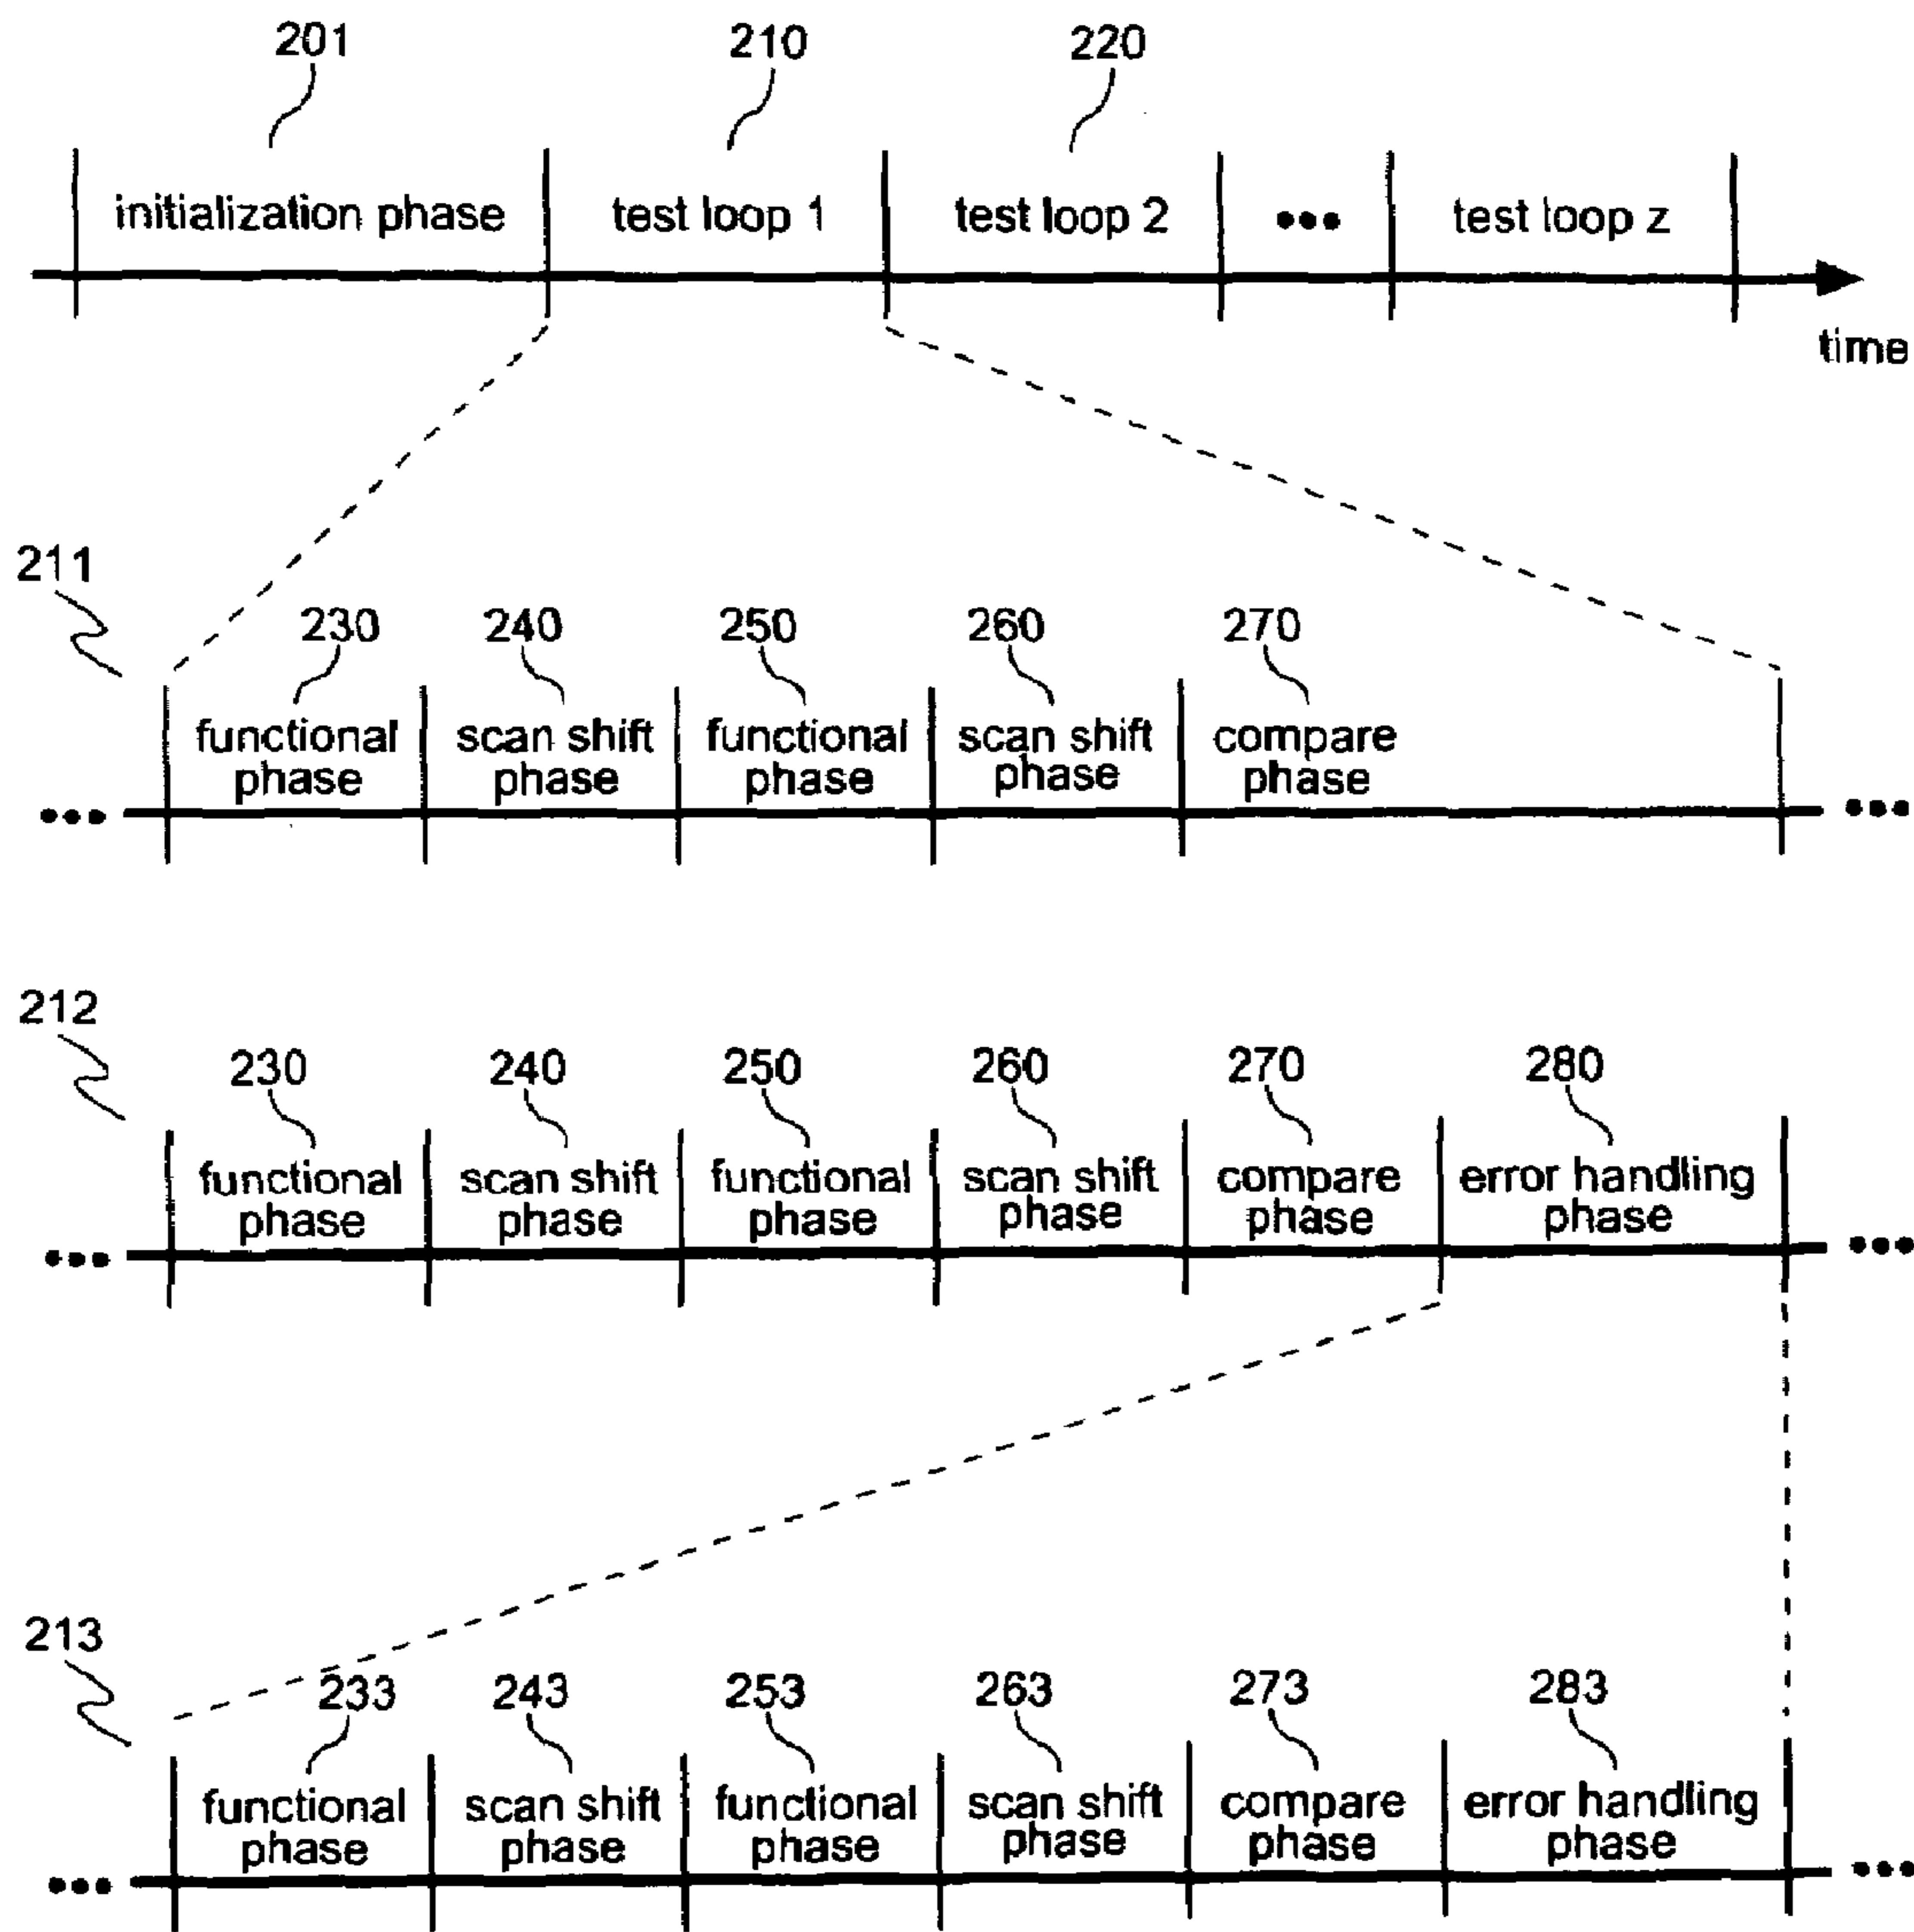 201 210 220
initialization phase test loop 1 test loop 2 ••• test loop z
time
211
230 240 250 260 270
functional scan shift functional scan shift compare
phase phase phase phase phase
••• •••
212
230 240 250 260 270 280
functional scan shift functional scan shift compare error handling
phase phase phase phase phase phase
••• •••
213
233 243 253 263 273 283
functional scan shift functional scan shift compare error handling
phase phase phase phase phase phase
••• •••